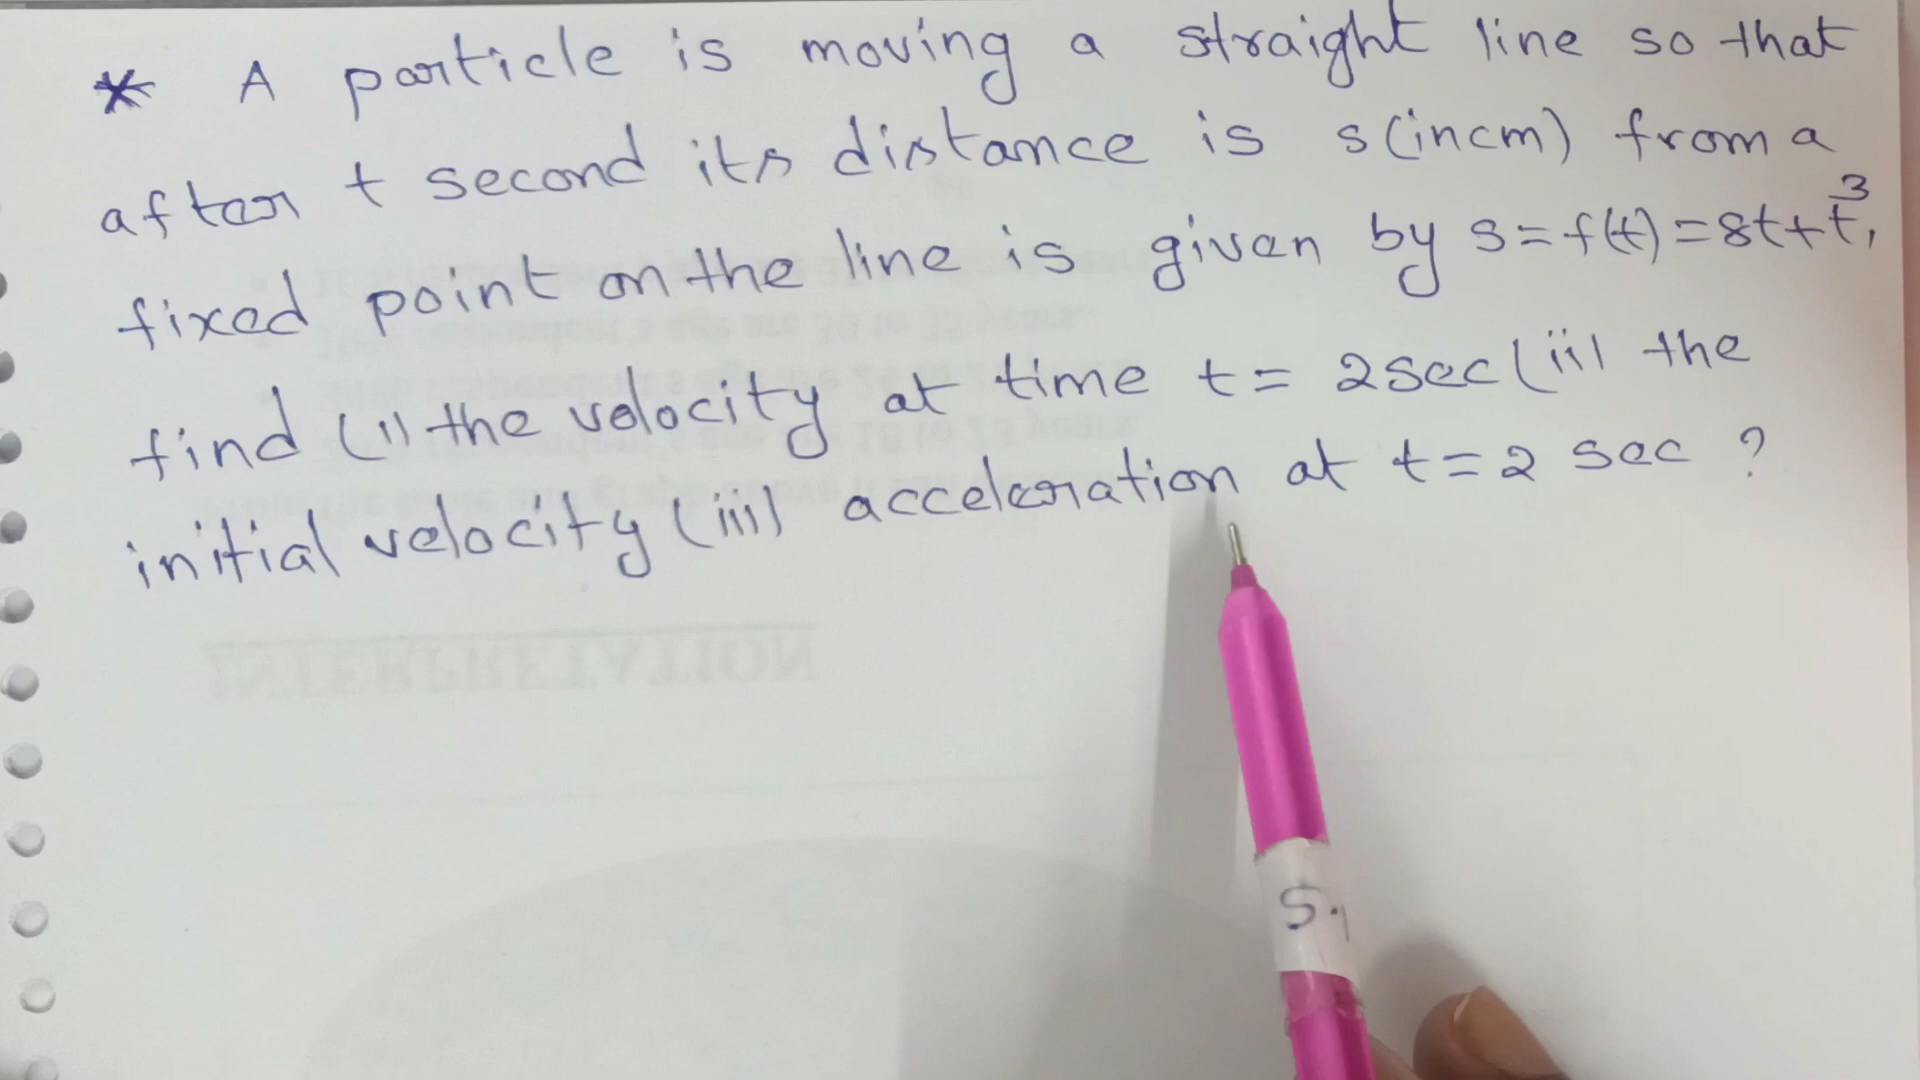 * A particle is moving a straight line so that
after t second its distance is s(in cm) from a
fixed point on the line is given by s=f(t)=8t+t³,
find (i) the velocity at time t= 2sec (ii) the
initial velocity (iii) acceleration at t=2 sec ?
INTERPRETATION
S.